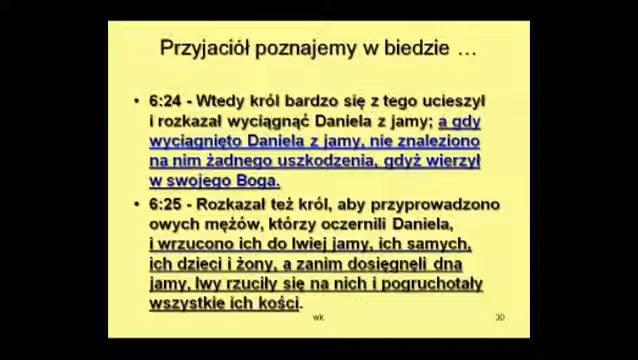 Przyjaciół poznajemy w biedzie …
• 6:24 - Wtedy król bardzo się z tego ucieszył
i rozkazał wyciągnąć Daniela z jamy; a gdy
wyciągnięto Daniela z jamy, nie znaleziono
na nim żadnego uszkodzenia, gdyż wierzył
w swojego Boga.
• 6:25 - Rozkazał też król, aby przyprowadzono
owych mężów, którzy oczernili Daniela,
i wrzucono ich do lwiej jamy, ich samych,
ich dzieci i żony, a zanim dosięgnęli dna
jamy, lwy rzuciły się na nich i pogruchotały
wszystkie ich kości.
wk 30